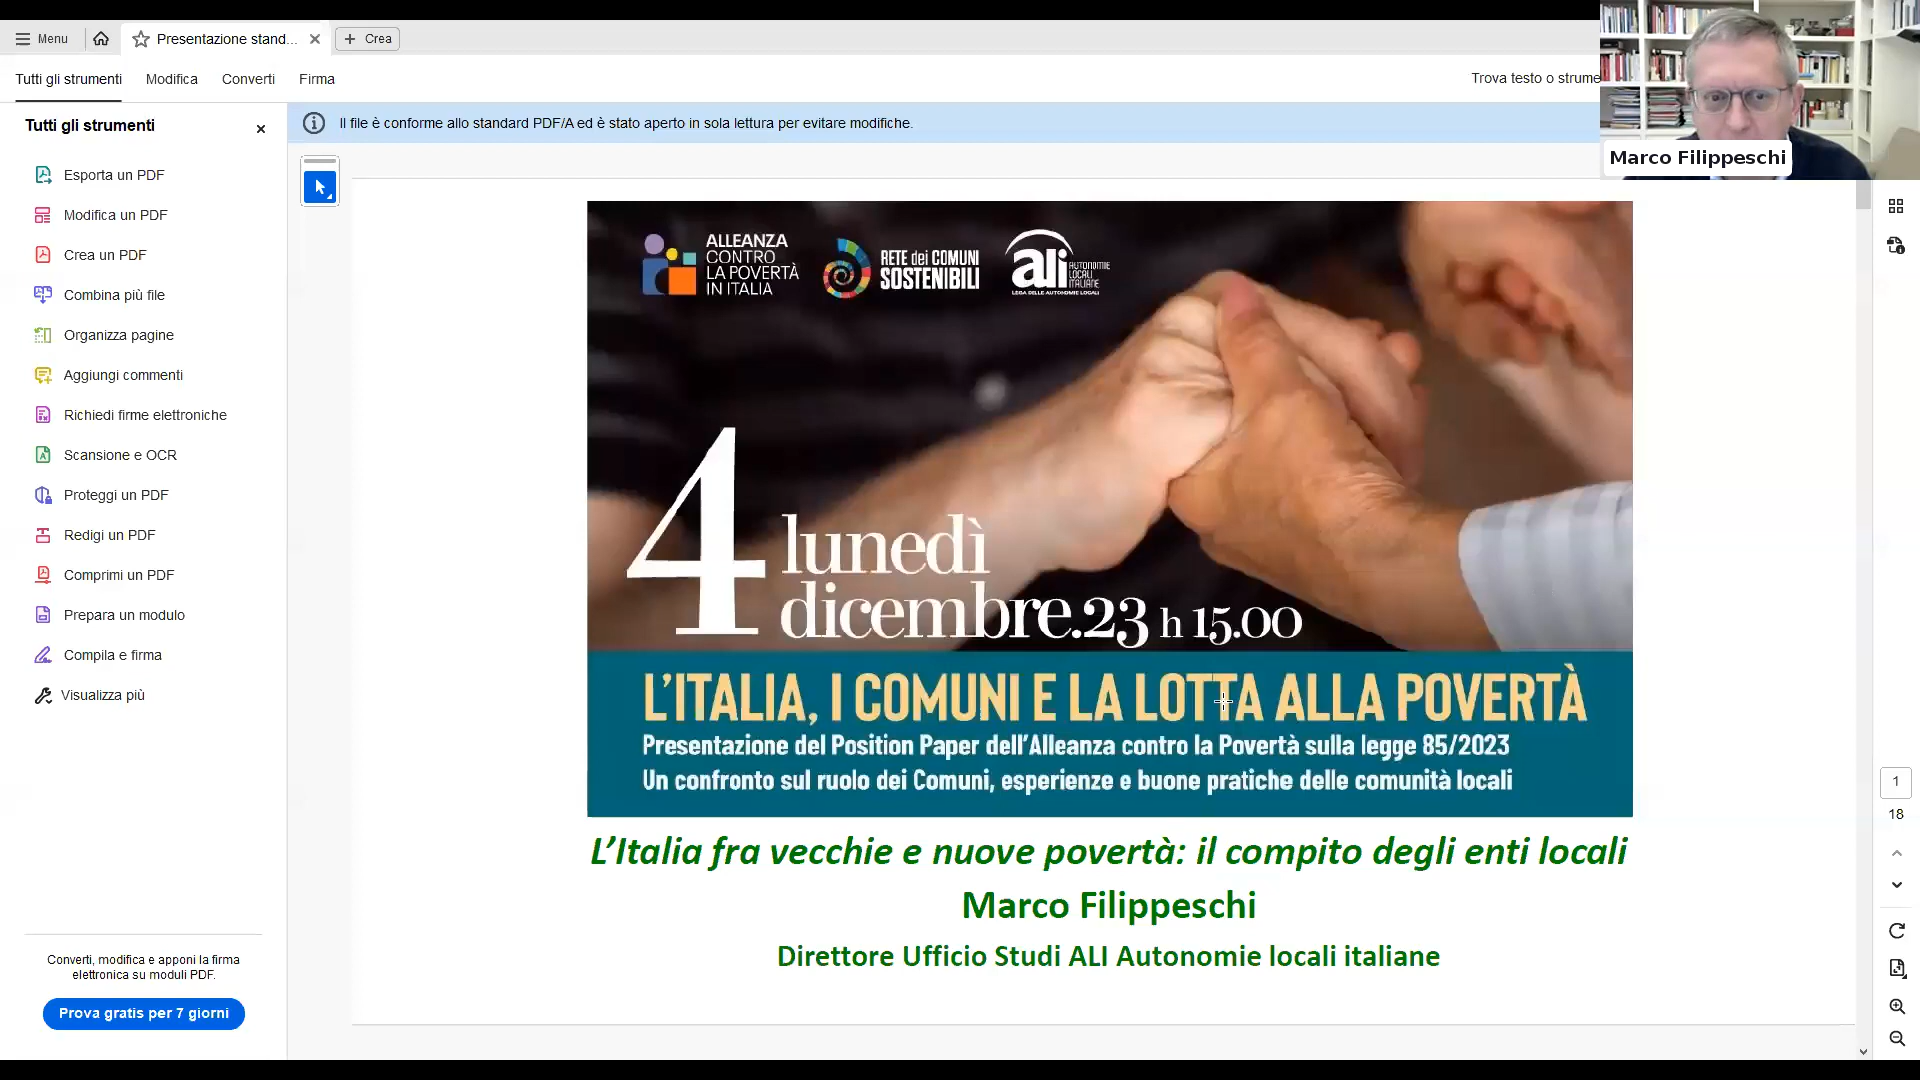 Menu
Presentazione stand...
Crea
Tutti gli strumenti
Modifica
Converti
Firma
Trova testo o strume
Marco Filippeschi
Tutti gli strumenti
Il file è conforme allo standard PDF/A ed è stato aperto in sola lettura per evitare modifiche.
Esporta un PDF
Modifica un PDF
Crea un PDF
Combina più file
Organizza pagine
Aggiungi commenti
Richiedi firme elettroniche
Scansione e OCR
Proteggi un PDF
Redigi un PDF
Comprimi un PDF
Prepara un modulo
Compila e firma
Visualizza più
Converti, modifica e apponi la firma
elettronica su moduli PDF.
Prova gratis per 7 giorni
ALLEANZA
CONTRO
LA POVERTÀ
IN ITALIA
RETE dei COMUNI
SOSTENIBILI
ali
AUTONOMIE
LOCALI
ITALIANE
LEGA DELLE AUTONOMIE LOCALI
4 lunedì
dicembre.23 h 15.00
L'ITALIA, I COMUNI E LA LOTTA ALLA POVERTÀ
Presentazione del Position Paper dell'Alleanza contro la Povertà sulla legge 85/2023
Un confronto sul ruolo dei Comuni, esperienze e buone pratiche delle comunità locali
L'Italia fra vecchie e nuove povertà: il compito degli enti locali
Marco Filippeschi
Direttore Ufficio Studi ALI Autonomie locali italiane
1
18